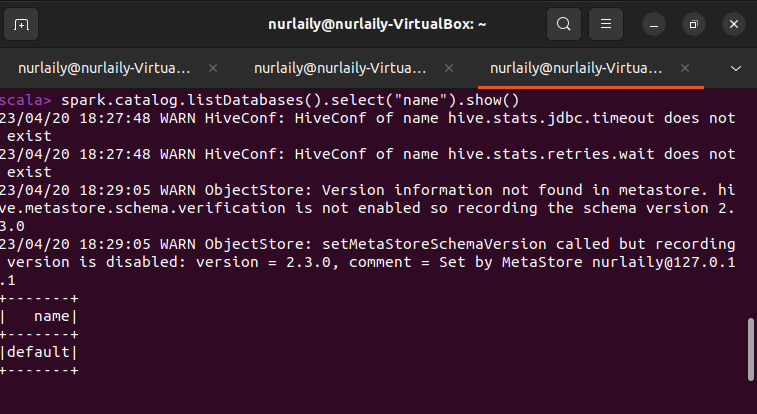 nurlaily@nurlaily-VirtualBox: ~
nurlaily@nurlaily-Virtua...
nurlaily@nurlaily-Virtua...
nurlaily@nurlaily-Virtua...
scala> spark.catalog.listDatabases().select("name").show()
23/04/20 18:27:48 WARN HiveConf: HiveConf of name hive.stats.jdbc.timeout does not
 exist
23/04/20 18:27:48 WARN HiveConf: HiveConf of name hive.stats.retries.wait does not
 exist
23/04/20 18:29:05 WARN ObjectStore: Version information not found in metastore. hi
ve.metastore.schema.verification is not enabled so recording the schema version 2.
3.0
23/04/20 18:29:05 WARN ObjectStore: setMetaStoreSchemaVersion called but recording
 version is disabled: version = 2.3.0, comment = Set by MetaStore nurlaily@127.0.1
.1
+-------+
|   name|
+-------+
|default|
+-------+